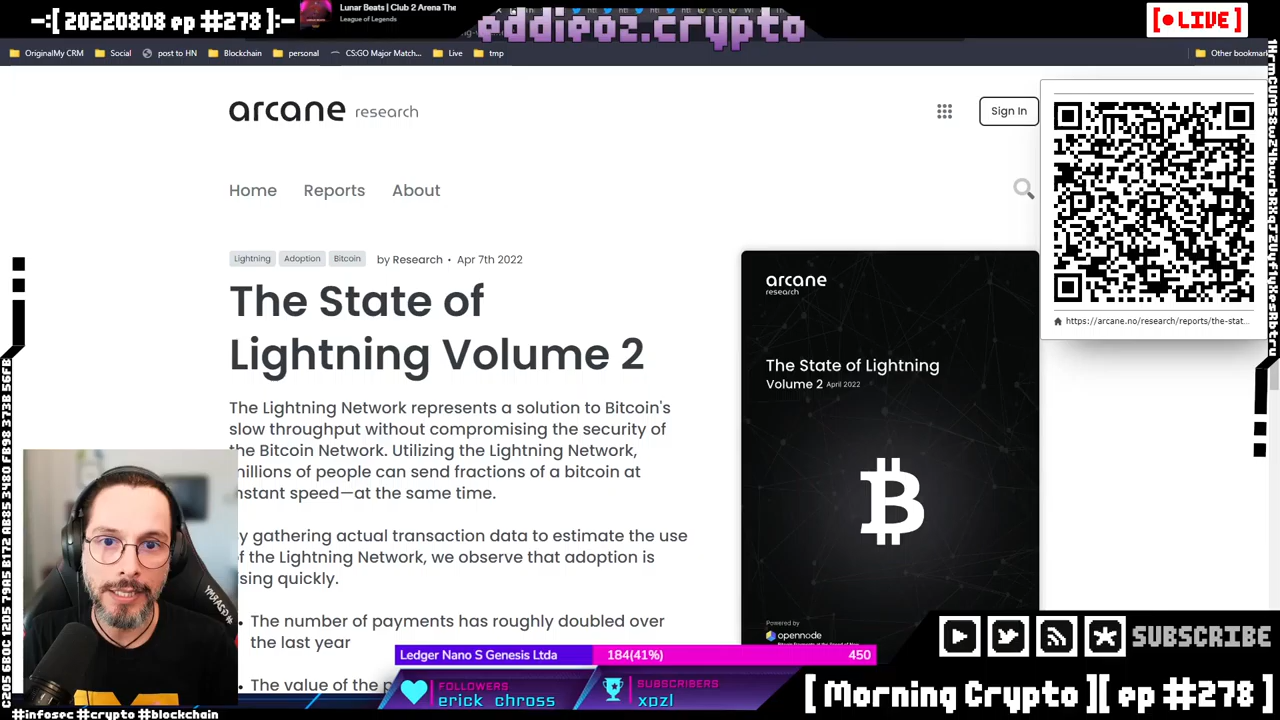 -:[ 20220808 ep #278 ]:-
Lunar Beats | Club 2 Arena The
League of Legends
eddieoz.crypto
[● LIVE ]
OriginalMy CRM
Social
post to HN
Blockchain
personal
CS:GO Major Match...
Live
tmp
Other bookmar
arcane research
Sign In
Home
Reports
About
https://arcane.no/research/reports/the-stat...
Lightning
Adoption
Bitcoin
by Research • Apr 7th 2022
The State of
Lightning Volume 2
The Lightning Network represents a solution to Bitcoin's
slow throughput without compromising the security of
the Bitcoin Network. Utilizing the Lightning Network,
millions of people can send fractions of a bitcoin at
instant speed—at the same time.
By gathering actual transaction data to estimate the use
of the Lightning Network, we observe that adoption is
rising quickly.
• The number of payments has roughly doubled over
the last year
• The value of the p
arcane
research
The State of Lightning
Volume 2 April 2022
Powered by
opennode
YMRACO
Ledger Nano S Genesis Ltda
184(41%)
450
FOLLOWERS
erick_chross
SUBSCRIBERS
xpzl
SUBSCRIBE
[ Morning Crypto ][ ep #278 ]
#infosec #crypto #blockchain